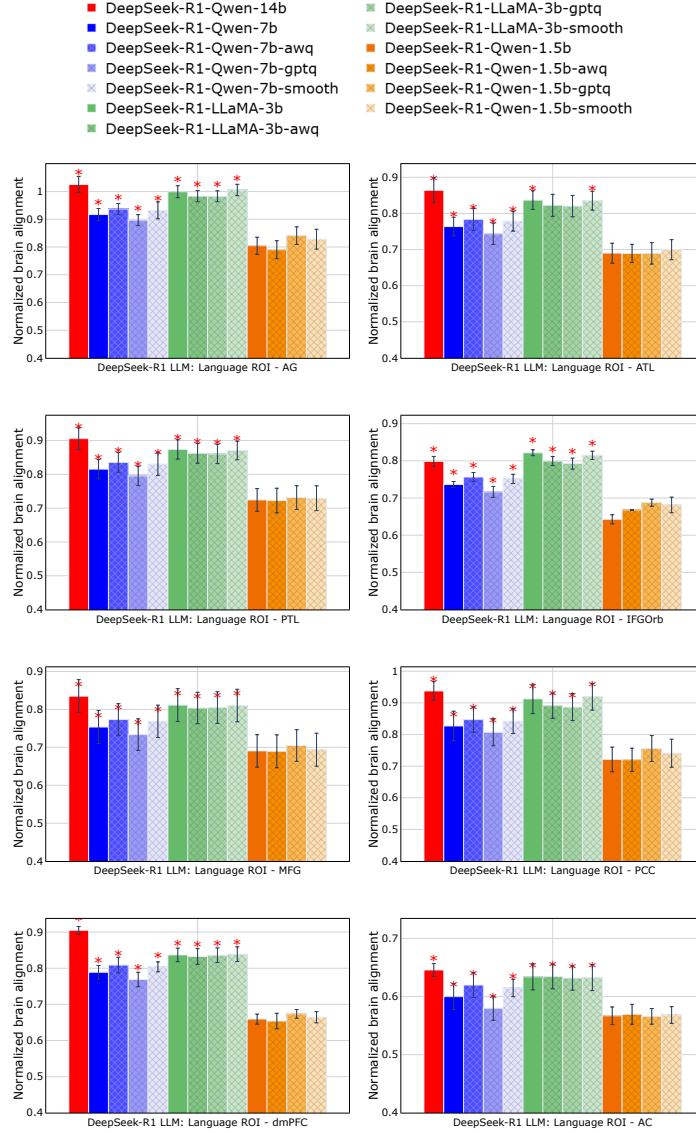 DeepSeek-R1-Qwen-14b
DeepSeek-R1-Qwen-7b
DeepSeek-R1-Qwen-7b-awq
DeepSeek-R1-Qwen-7b-gptq
DeepSeek-R1-Qwen-7b-smooth
DeepSeek-R1-LLaMA-3b
DeepSeek-R1-LLaMA-3b-awq
DeepSeek-R1-LLaMA-3b-gptq
DeepSeek-R1-LLaMA-3b-smooth
DeepSeek-R1-Qwen-1.5b
DeepSeek-R1-Qwen-1.5b-awq
DeepSeek-R1-Qwen-1.5b-gptq
DeepSeek-R1-Qwen-1.5b-smooth
Normalized brain alignment
1
0.9
0.8
0.7
0.6
0.5
0.4
DeepSeek-R1 LLM: Language ROI - AG
Normalized brain alignment
0.9
0.8
0.7
0.6
0.5
0.4
DeepSeek-R1 LLM: Language ROI - ATL
Normalized brain alignment
0.9
0.8
0.7
0.6
0.5
0.4
DeepSeek-R1 LLM: Language ROI - PTL
Normalized brain alignment
0.9
0.8
0.7
0.6
0.5
0.4
DeepSeek-R1 LLM: Language ROI - IFGOrb
Normalized brain alignment
0.9
0.8
0.7
0.6
0.5
0.4
DeepSeek-R1 LLM: Language ROI - MFG
Normalized brain alignment
1
0.9
0.8
0.7
0.6
0.5
0.4
DeepSeek-R1 LLM: Language ROI - PCC
Normalized brain alignment
0.9
0.8
0.7
0.6
0.5
0.4
DeepSeek-R1 LLM: Language ROI - dmPFC
Normalized brain alignment
0.7
0.6
0.5
0.4
DeepSeek-R1 LLM: Language ROI - AC